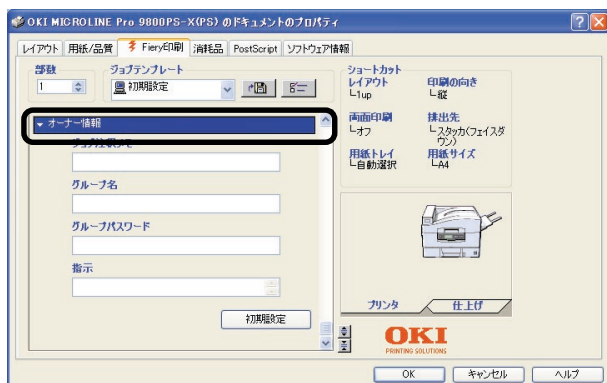 OKI MICROLINE Pro 9800PS-X(PS) のドキュメントのプロパティ
レイアウト 用紙/品質 Fiery印刷 消耗品 PostScript ソフトウェア情報
部数 ジョブテンプレート
1 初期設定
オーナー情報
グループ名
グループパスワード
指示
初期設定
ショートカット
レイアウト 印刷の向き
1up 縦
両面印刷 排出先
オフ スタッカ(フェイスダ
ウン)
用紙トレイ 用紙サイズ
自動選択 A4
プリンタ 仕上げ
OKI
PRINTING SOLUTIONS
OK キャンセル ヘルプ